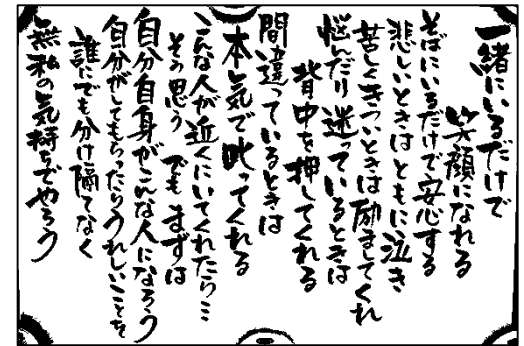 一緒にいるだけで
笑顔になれる
そばにいるだけで安心する
悲しいときはともに泣き
苦しくきついときは励ましてくれ
悩んだり迷っているときは
背中を押してくれる
間違っているときは
本気で叱ってくれる
こんな人が近くにいてくれたら…
その思う でもまずは
自分自身がこんな人になろう
自分がしてもらったりうれしいことを
誰にでも分け隔てなく
無私の気持ちでやろう